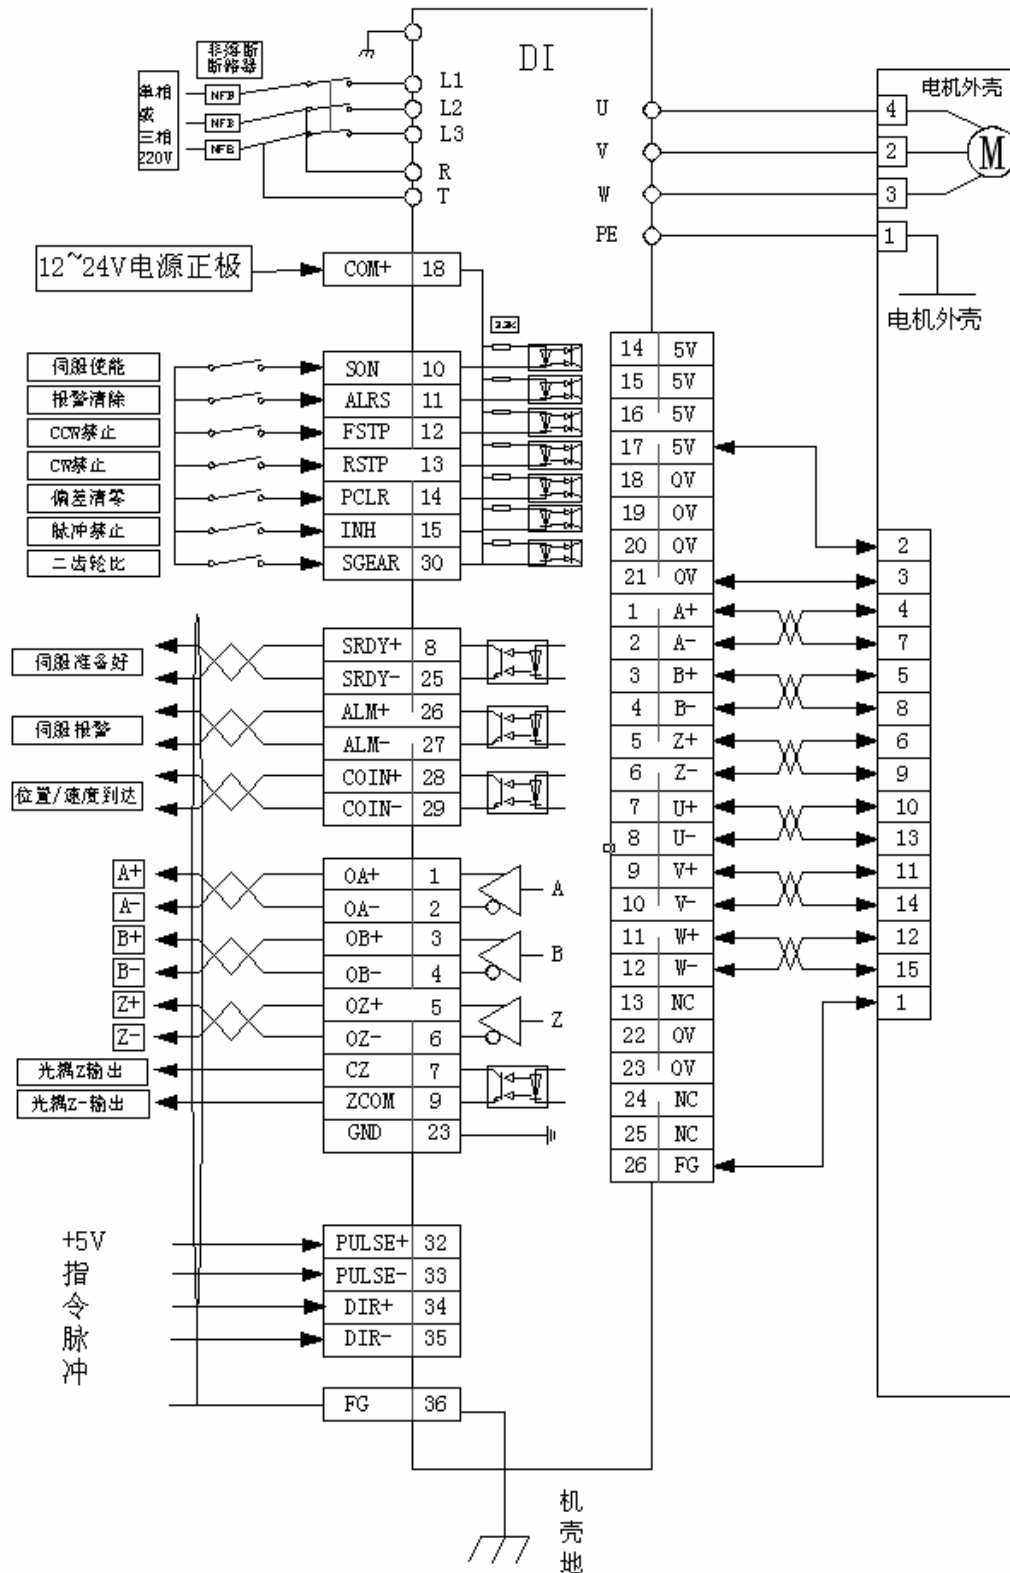 DI
非熔断
断路器
单相
或
三相
220V
NFB
NFB
NFB
L1
L2
L3
R
T
U
V
W
PE
电机外壳
4
2
3
1
M
电机外壳
12~24V电源正极
COM+ 18
3.3K
伺服使能 SON 10
报警清除 ALRS 11
CCW禁止 FSTP 12
CW禁止 RSTP 13
偏差清零 PCLR 14
脉冲禁止 INH 15
二齿轮比 SGEAR 30
伺服准备好
SRDY+ 8
SRDY- 25
伺服报警
ALM+ 26
ALM- 27
位置/速度到达
COIN+ 28
COIN- 29
A+ OA+ 1
A- OA- 2
A
B+ OB+ 3
B- OB- 4
B
Z+ OZ+ 5
Z- OZ- 6
Z
光耦Z输出 CZ 7
光耦Z-输出 ZCOM 9
GND 23
+5V
指
令
脉
冲
PULSE+ 32
PULSE- 33
DIR+ 34
DIR- 35
FG 36
机
壳
地
14 5V
15 5V
16 5V
17 5V
18 0V
19 0V
20 0V
21 0V
1 A+
2 A-
3 B+
4 B-
5 Z+
6 Z-
7 U+
8 U-
9 V+
10 V-
11 W+
12 W-
13 NC
22 0V
23 0V
24 NC
25 NC
26 FG
2
3
4
7
5
8
6
9
10
13
11
14
12
15
1